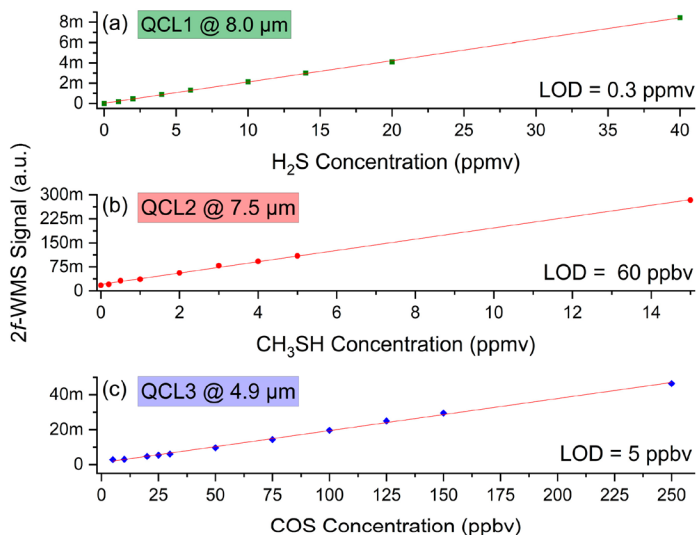 2f-WMS Signal (a.u.)
(a) QCL1 @ 8.0 µm
8m
6m
4m
2m
0
LOD = 0.3 ppmv
0 5 10 15 20 25 30 35 40
H₂S Concentration (ppmv)
(b) QCL2 @ 7.5 µm
300m
225m
150m
75m
0
LOD = 60 ppbv
0 2 4 6 8 10 12 14
CH₃SH Concentration (ppmv)
(c) QCL3 @ 4.9 µm
40m
20m
0
LOD = 5 ppbv
0 25 50 75 100 125 150 175 200 225 250
COS Concentration (ppbv)